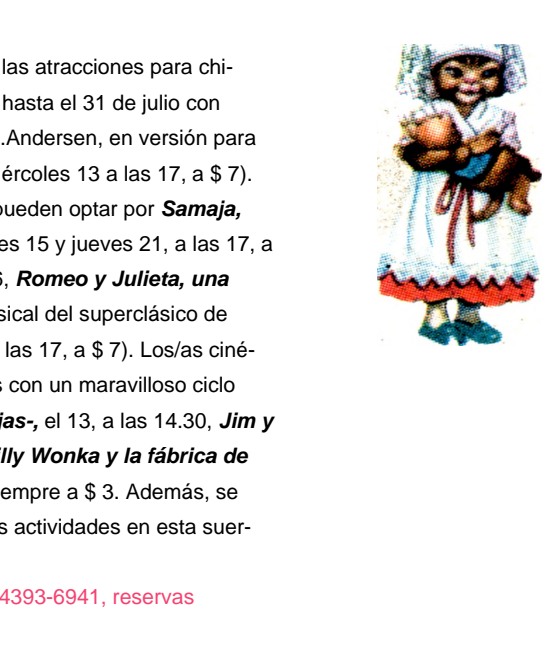 las atracciones para chi-
hasta el 31 de julio con
.Andersen, en versión para
ércoles 13 a las 17, a $ 7).
pueden optar por Samaja,
es 15 y jueves 21, a las 17, a
, Romeo y Julieta, una
sical del superclásico de
las 17, a $ 7). Los/as ciné-
s con un maravilloso ciclo
jas-, el 13, a las 14.30, Jim y
illy Wonka y la fábrica de
empre a $ 3. Además, se
s actividades en esta suer-
4393-6941, reservas